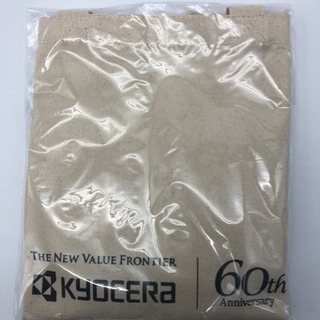 THE NEW VALUE FRONTIER
KYOCERA
60th
Anniversary